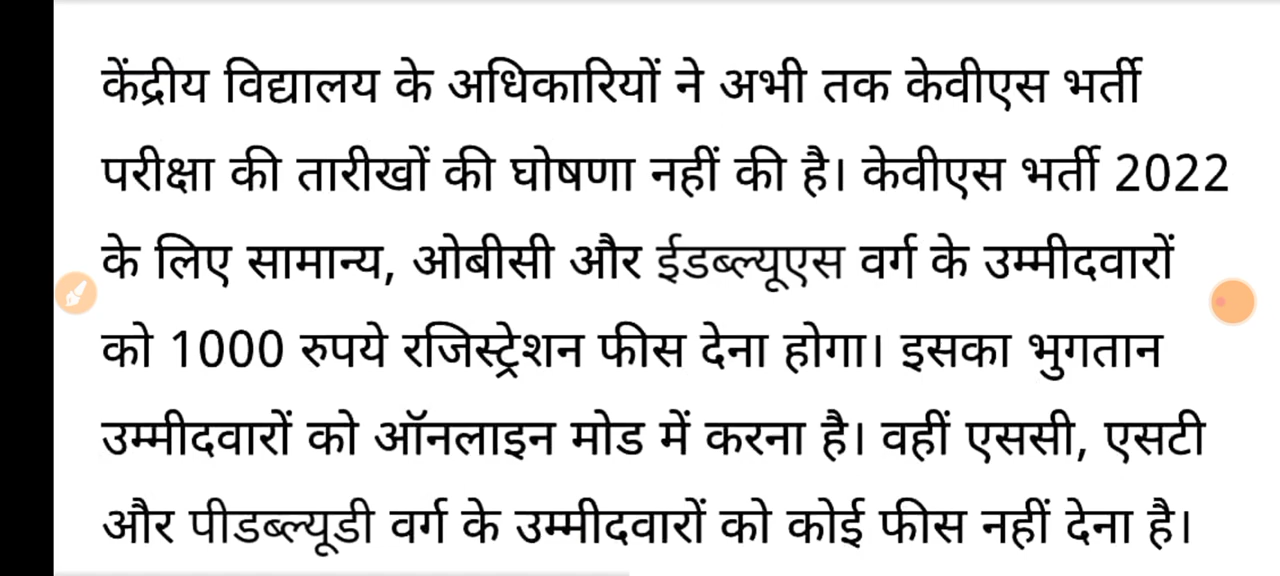 केंद्रीय विद्यालय के अधिकारियों ने अभी तक केवीएस भर्ती
परीक्षा की तारीखों की घोषणा नहीं की है। केवीएस भर्ती 2022
के लिए सामान्य, ओबीसी और ईडब्ल्यूएस वर्ग के उम्मीदवारों
को 1000 रुपये रजिस्ट्रेशन फीस देना होगा। इसका भुगतान
उम्मीदवारों को ऑनलाइन मोड में करना है। वहीं एससी, एसटी
और पीडब्ल्यूडी वर्ग के उम्मीदवारों को कोई फीस नहीं देना है।